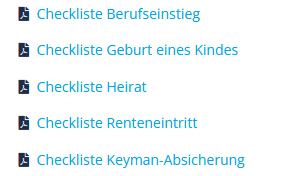 Checkliste Berufseinstieg
Checkliste Geburt eines Kindes
Checkliste Heirat
Checkliste Renteneintritt
Checkliste Keyman-Absicherung